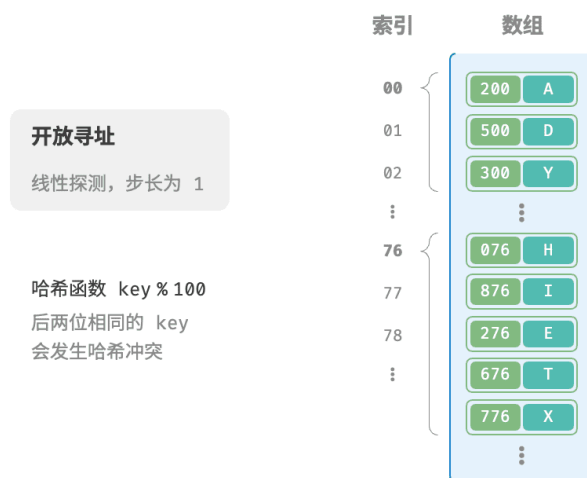 索引 数组
开放寻址
线性探测，步长为 1
哈希函数 key % 100
后两位相同的 key
会发生哈希冲突
00 200 A
01 500 D
02 300 Y
⋮ ⋮
76 076 H
77 876 I
78 276 E
⋮ 676 T
776 X
⋮